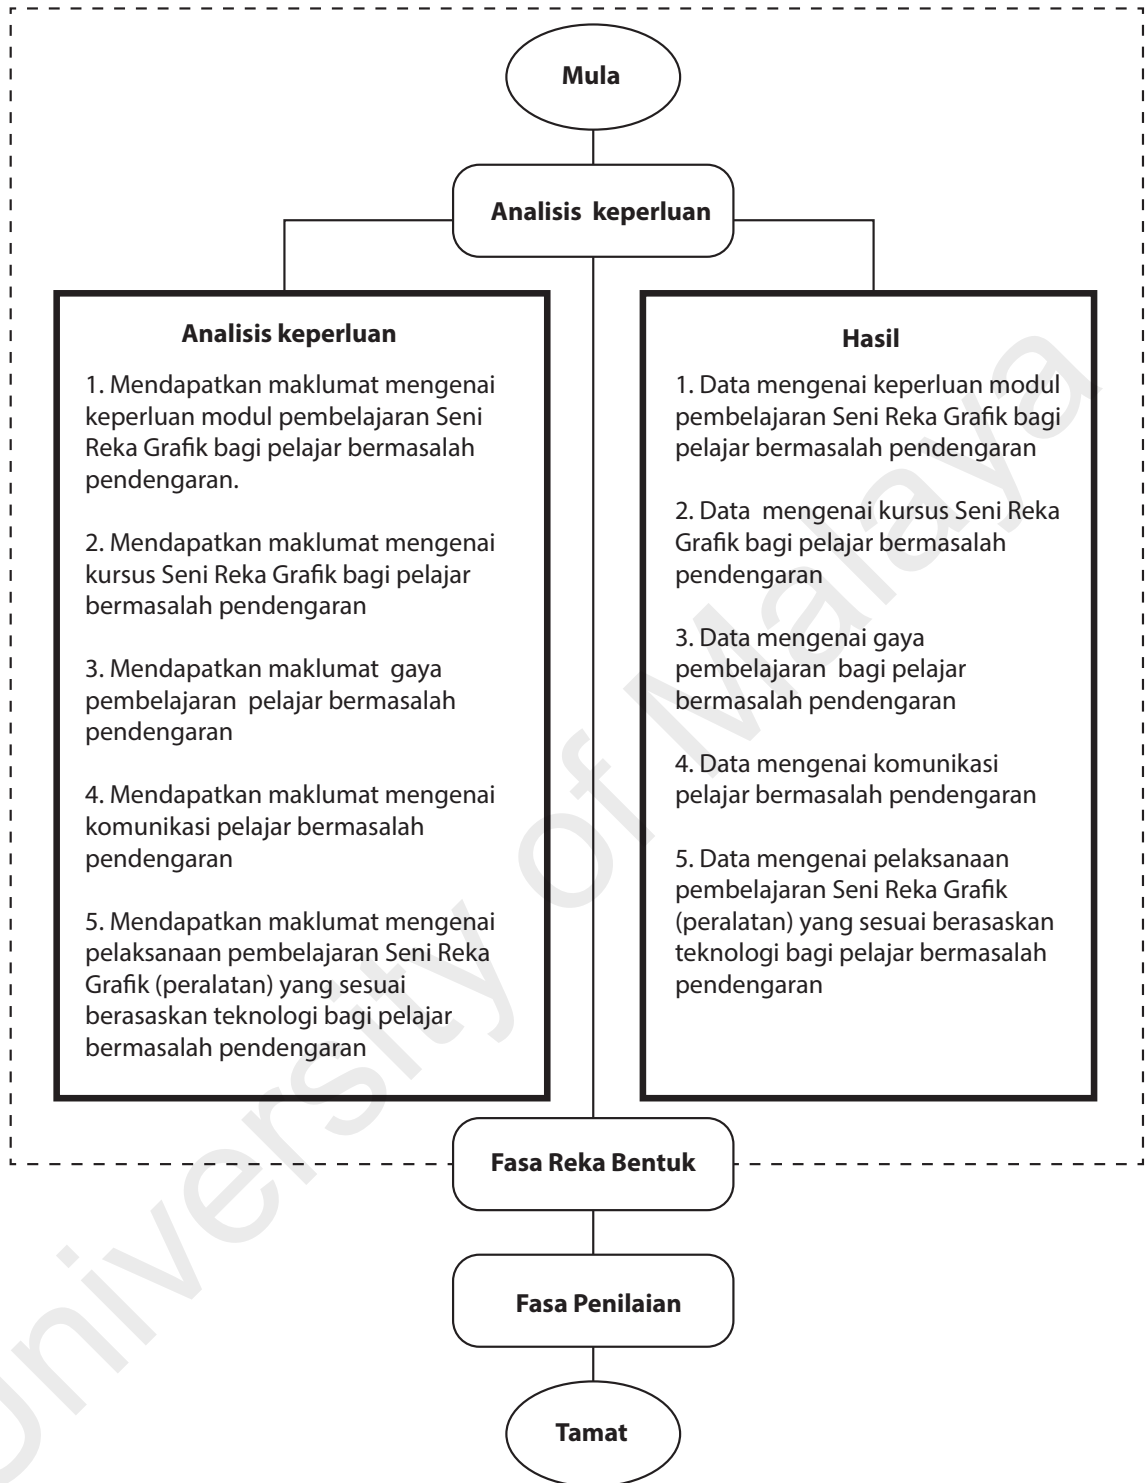 Mula
Analisis keperluan
Analisis keperluan
1. Mendapatkan maklumat mengenai
keperluan modul pembelajaran Seni
Reka Grafik bagi pelajar bermasalah
pendengaran.
2. Mendapatkan maklumat mengenai
kursus Seni Reka Grafik bagi pelajar
bermasalah pendengaran
3. Mendapatkan maklumat gaya
pembelajaran pelajar bermasalah
pendengaran
4. Mendapatkan maklumat mengenai
komunikasi pelajar bermasalah
pendengaran
5. Mendapatkan maklumat mengenai
pelaksanaan pembelajaran Seni Reka
Grafik (peralatan) yang sesuai
berasaskan teknologi bagi pelajar
bermasalah pendengaran
Hasil
1. Data mengenai keperluan modul
pembelajaran Seni Reka Grafik bagi
pelajar bermasalah pendengaran
2. Data mengenai kursus Seni Reka
Grafik bagi pelajar bermasalah
pendengaran
3. Data mengenai gaya
pembelajaran bagi pelajar
bermasalah pendengaran
4. Data mengenai komunikasi
pelajar bermasalah pendengaran
5. Data mengenai pelaksanaan
pembelajaran Seni Reka Grafik
(peralatan) yang sesuai berasaskan
teknologi bagi pelajar bermasalah
pendengaran
Fasa Reka Bentuk
Fasa Penilaian
Tamat
University of Malaya